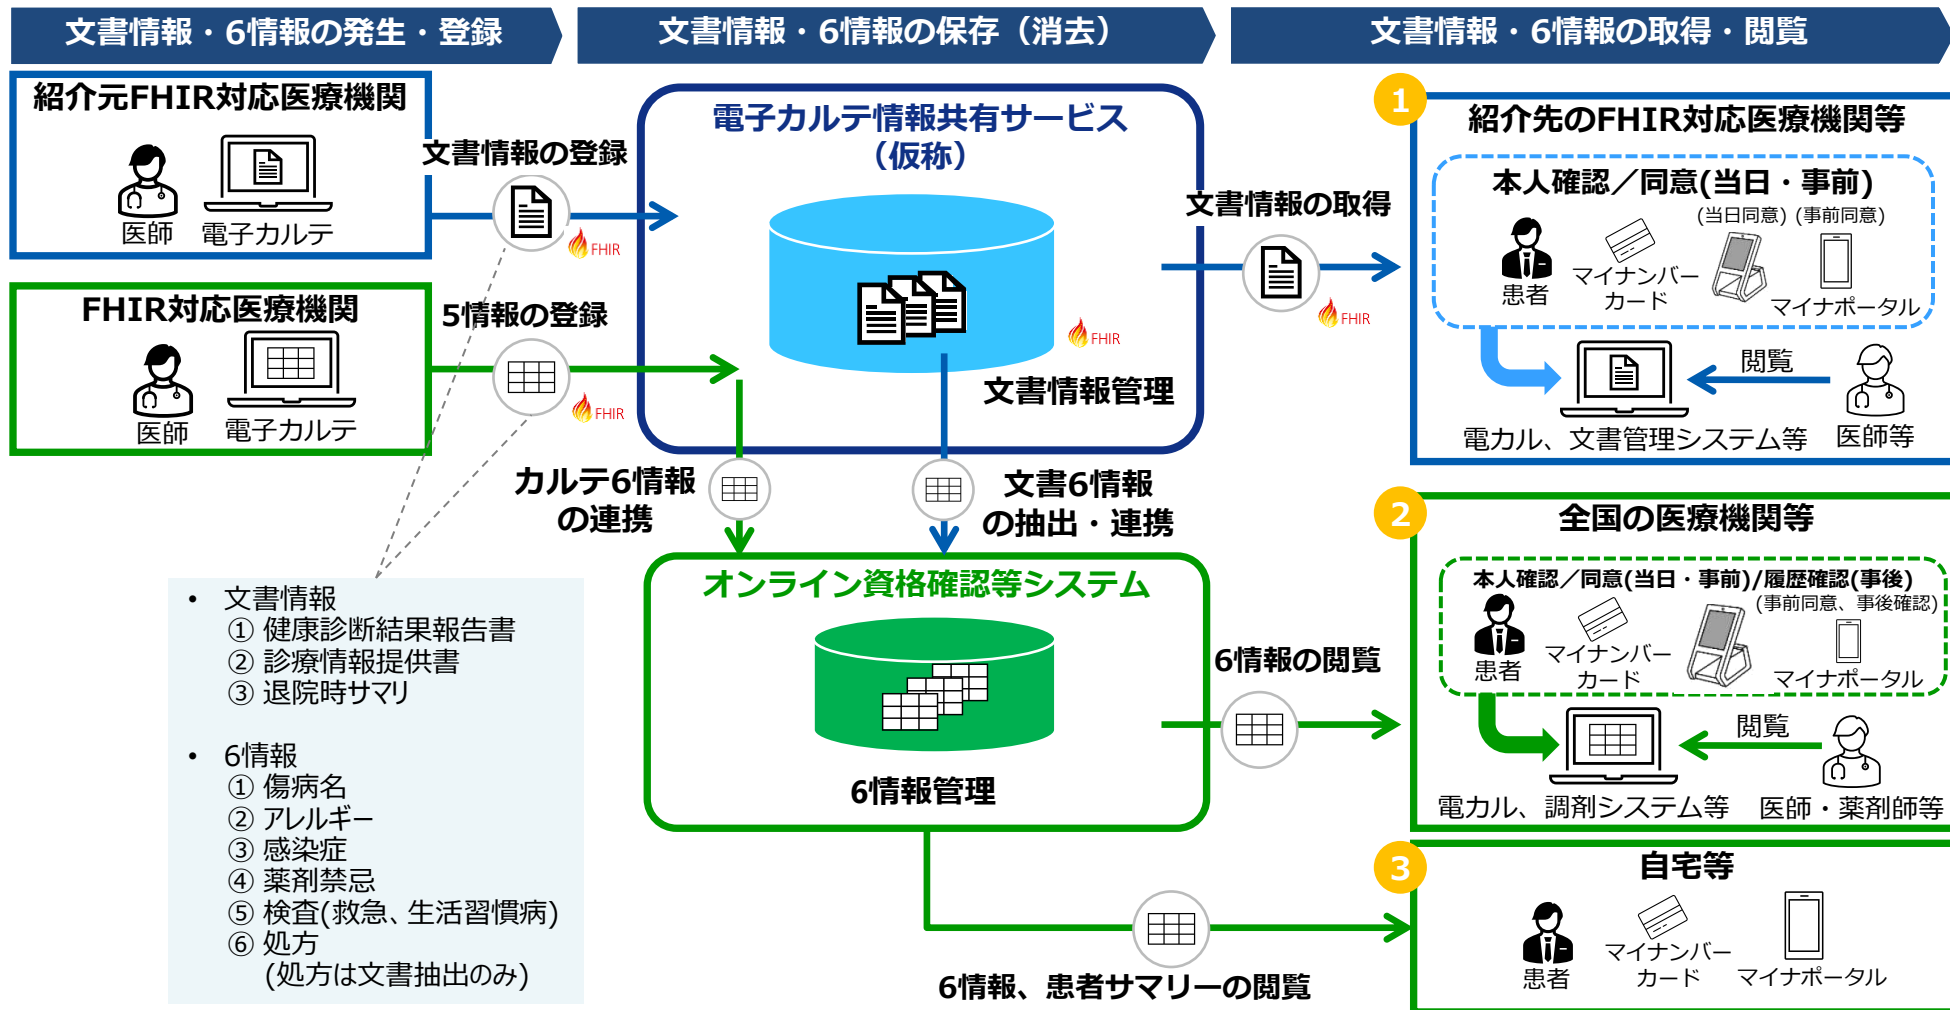 文書情報・6情報の発生・登録
文書情報・6情報の保存（消去）
文書情報・6情報の取得・閲覧
紹介元FHIR対応医療機関
医師
電子カルテ
文書情報の登録
FHIR
FHIR対応医療機関
医師
電子カルテ
5情報の登録
FHIR
• 文書情報
① 健康診断結果報告書
② 診療情報提供書
③ 退院時サマリ
• 6情報
① 傷病名
② アレルギー
③ 感染症
④ 薬剤禁忌
⑤ 検査(救急、生活習慣病)
⑥ 処方
(処方は文書抽出のみ)
電子カルテ情報共有サービス
（仮称）
FHIR
文書情報管理
カルテ6情報
の連携
文書6情報
の抽出・連携
オンライン資格確認等システム
6情報管理
文書情報の取得
FHIR
6情報の閲覧
6情報、患者サマリーの閲覧
1
紹介先のFHIR対応医療機関等
本人確認／同意(当日・事前)
(当日同意)
(事前同意)
患者
マイナンバー
カード
マイナポータル
閲覧
電カル、文書管理システム等
医師等
2
全国の医療機関等
本人確認／同意(当日・事前)/履歴確認(事後)
(事前同意、事後確認)
患者
マイナンバー
カード
マイナポータル
閲覧
電カル、調剤システム等
医師・薬剤師等
3
自宅等
患者
マイナンバー
カード
マイナポータル